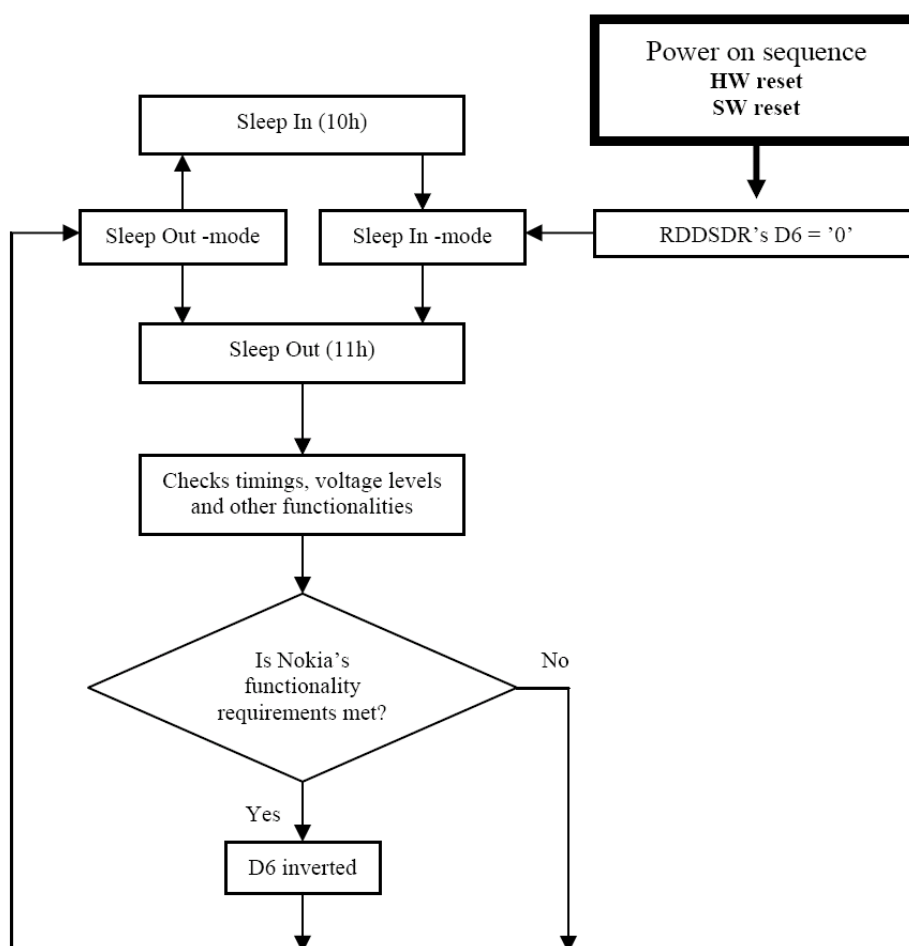 Power on sequence
HW reset
SW reset
Sleep In (10h)
Sleep Out -mode
Sleep In -mode
RDDSDR’s D6 = ’0’
Sleep Out (11h)
Checks timings, voltage levels
and other functionalities
Is Nokia’s
functionality
requirements met?
No
Yes
D6 inverted